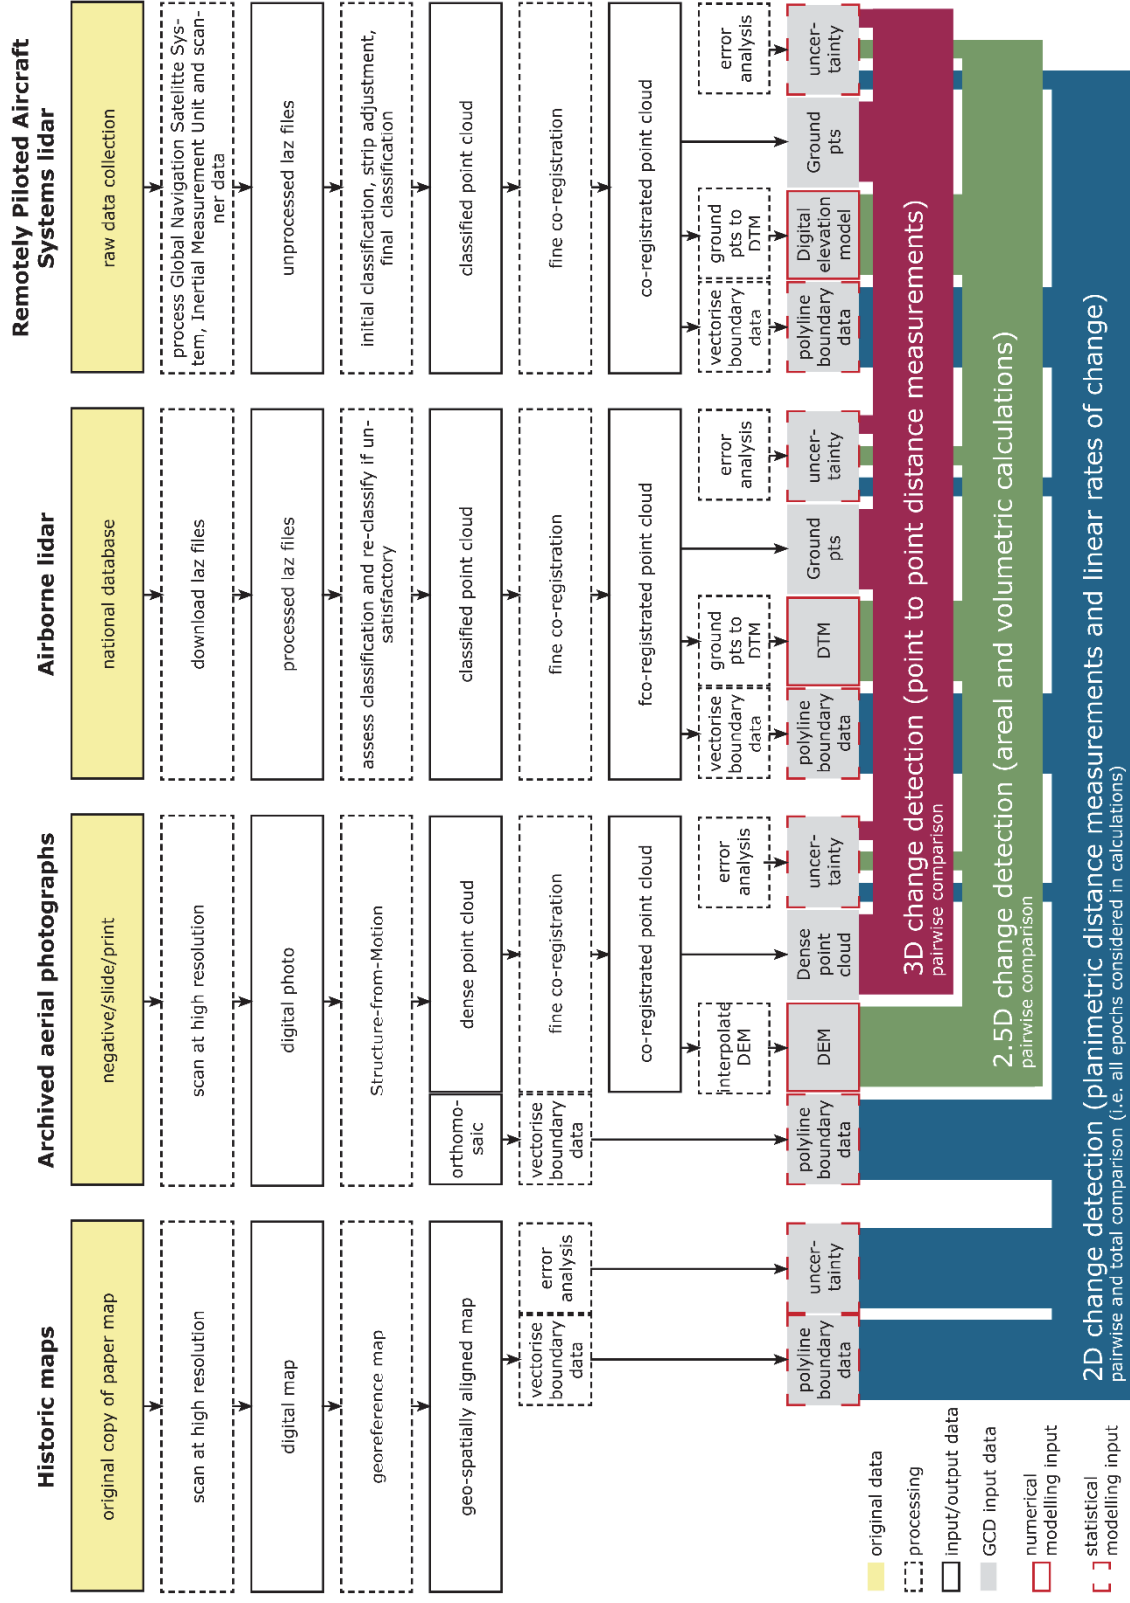 Historic maps
original copy of paper map
scan at high resolution
digital map
georeference map
geo-spatially aligned map
vectorise
boundary
data
error
analysis
polyline
boundary
data
uncer-
tainty
Archived aerial photographs
negative/slide/print
scan at high resolution
digital photo
Structure-from-Motion
orthomo-
saic
dense point cloud
vectorise
boundary
data
fine co-registration
co-registrated point cloud
interpolate
DEM
error
analysis
polyline
boundary
data
DEM
Dense
point
cloud
uncer-
tainty
Airborne lidar
national database
download laz files
processed laz files
assess classification and re-classify if un-
satisfactory
classified point cloud
fine co-registration
fco-registrated point cloud
vectorise
boundary
data
ground
pts to
DTM
error
analysis
polyline
boundary
data
DTM
Ground
pts
uncer-
tainty
Remotely Piloted Aircraft
Systems lidar
raw data collection
process Global Navigation Satelitte Sys-
tem, Inertial Measurement Unit and scan-
ner data
unprocessed laz files
initial classification, strip adjustment,
final classification
classified point cloud
fine co-registration
co-registrated point cloud
vectorise
boundary
data
ground
pts to
DTM
error
analysis
polyline
boundary
data
Digital
elevation
model
Ground
pts
uncer-
tainty
3D change detection (point to point distance measurements)
pairwise comparison
2.5D change detection (areal and volumetric calculations)
pairwise comparison
2D change detection (planimetric distance measurements and linear rates of change)
pairwise and total comparison (i.e. all epochs considered in calculations)
original data
processing
input/output data
GCD input data
numerical
modelling input
statistical
modelling input